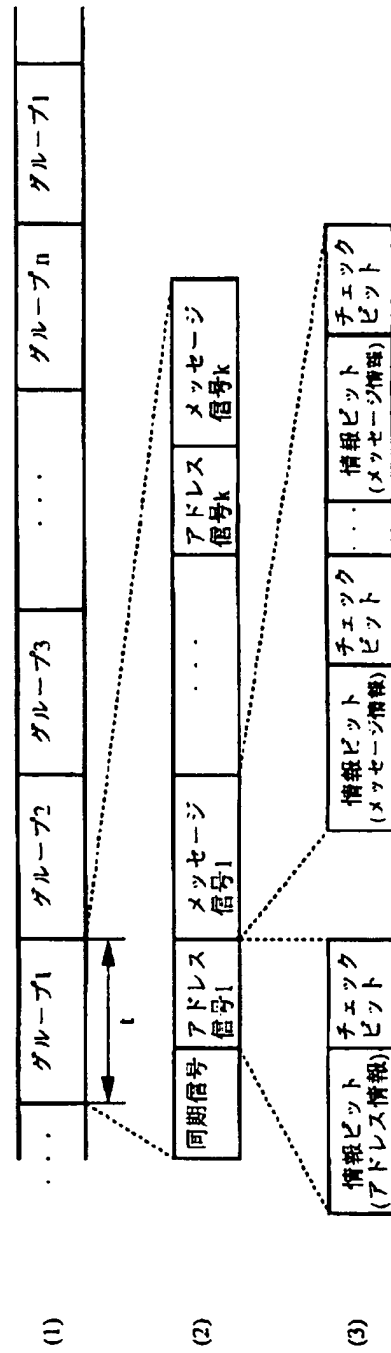 (1)
・・・
グループ1
グループ2
グループ3
・・・
グループn
グループ1
t
(2)
同期信号
アドレス
信号1
メッセージ
信号1
・・・
アドレス
信号k
メッセージ
信号k
(3)
情報ビット
(アドレス情報)
チェック
ビット
情報ビット
(メッセージ情報)
チェック
ビット
・・・
情報ビット
(メッセージ情報)
チェック
ビット